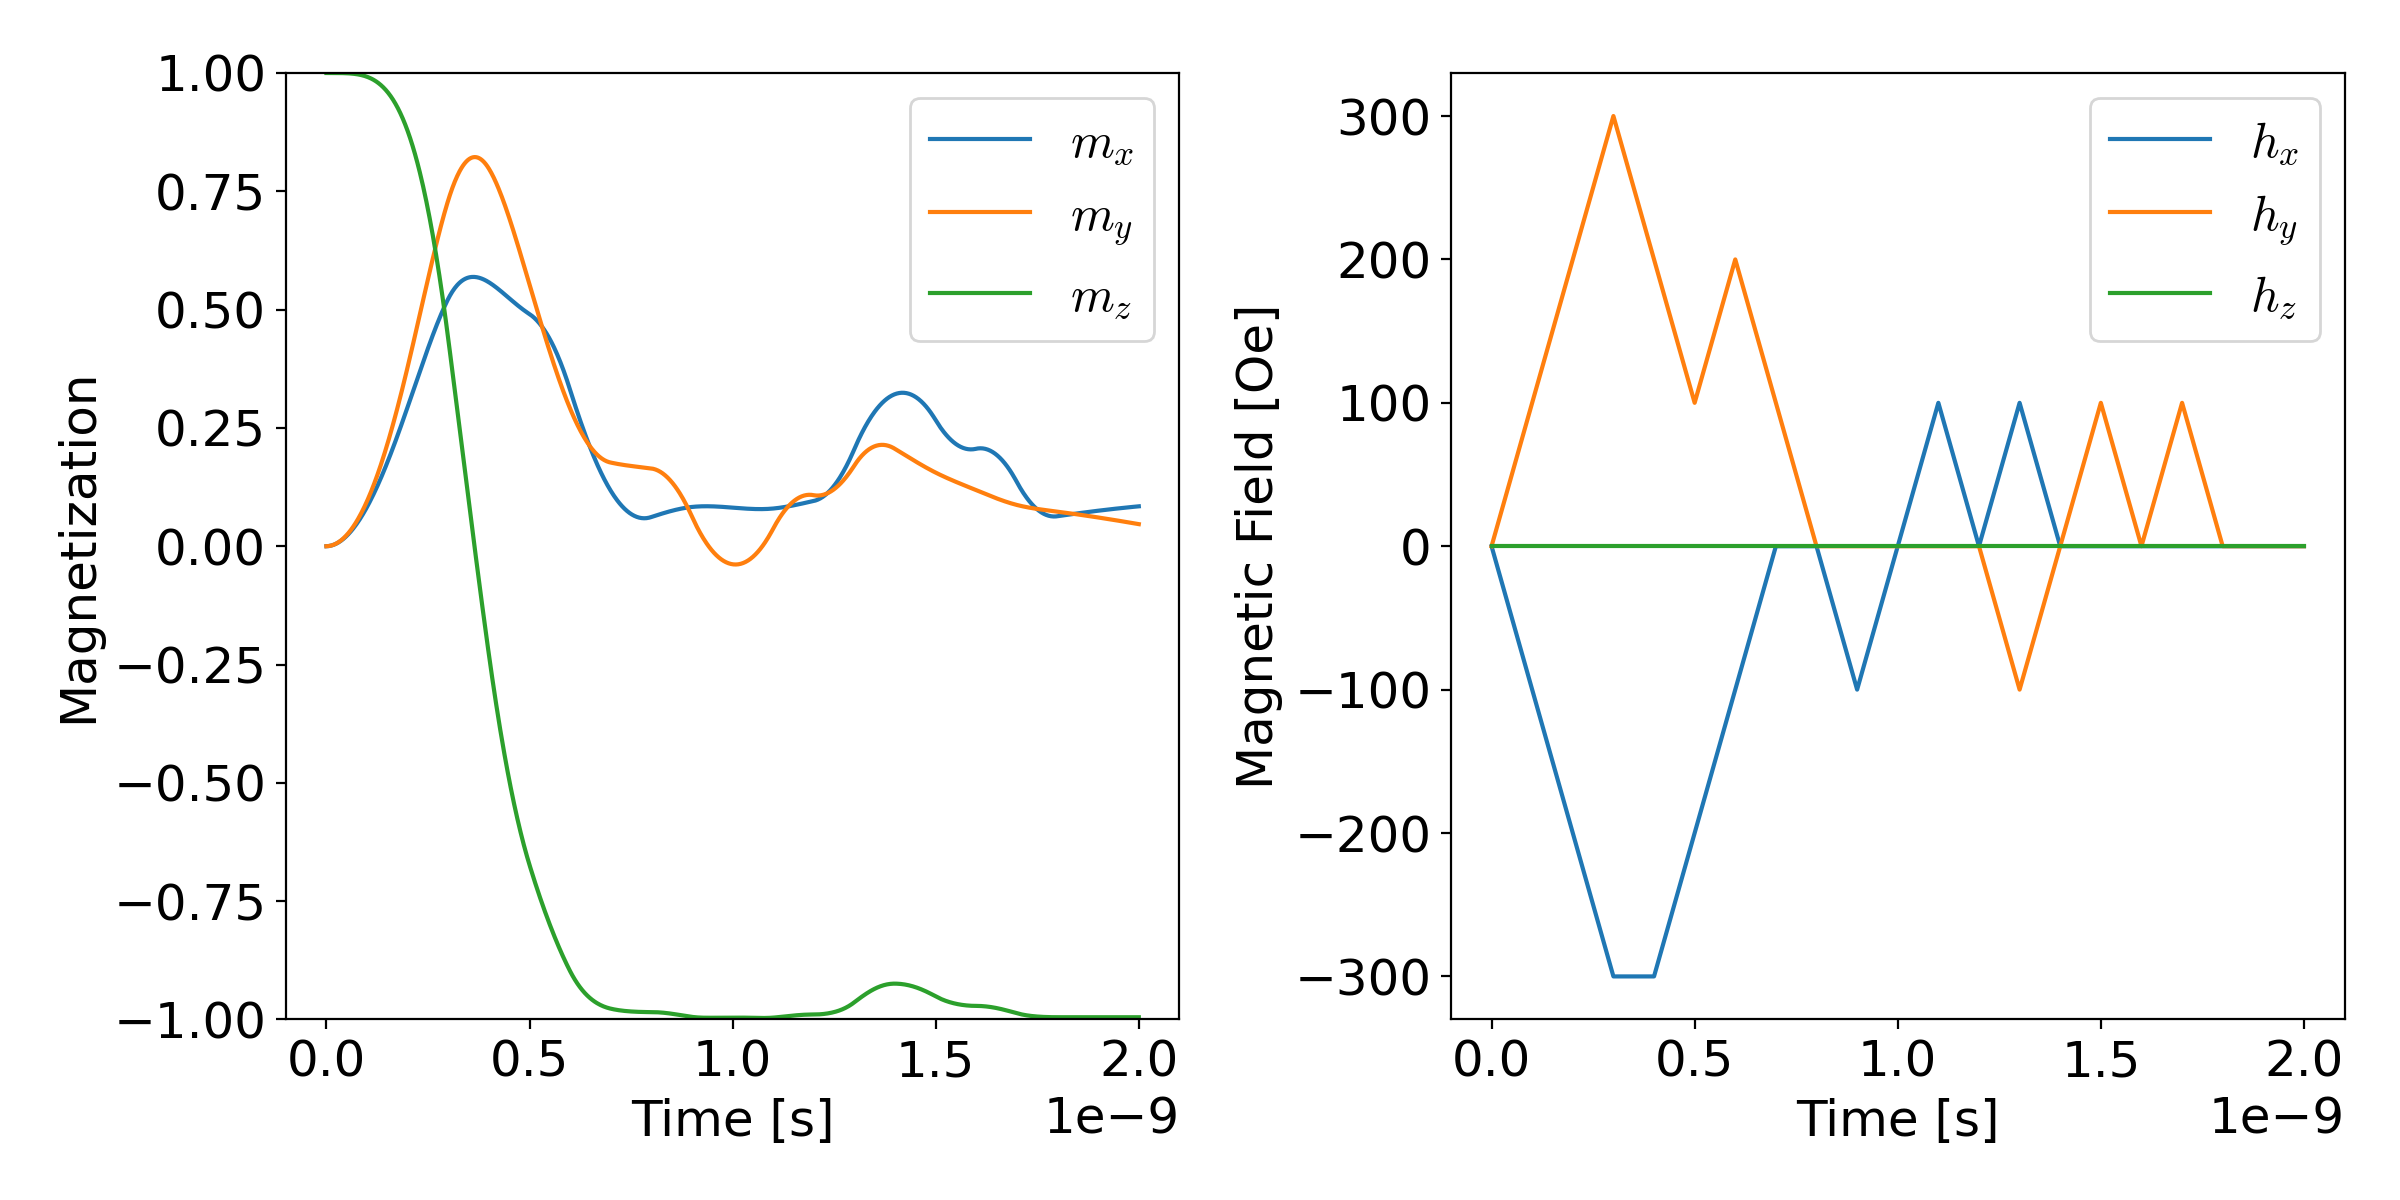 1.00
0.75
0.50
0.25
0.00
−0.25
−0.50
−0.75
−1.00
Magnetization
0.0 0.5 1.0 1.5 2.0
Time [s]
1e−9
m_x
m_y
m_z
300
200
100
0
−100
−200
−300
Magnetic Field [Oe]
0.0 0.5 1.0 1.5 2.0
Time [s]
1e−9
h_x
h_y
h_z